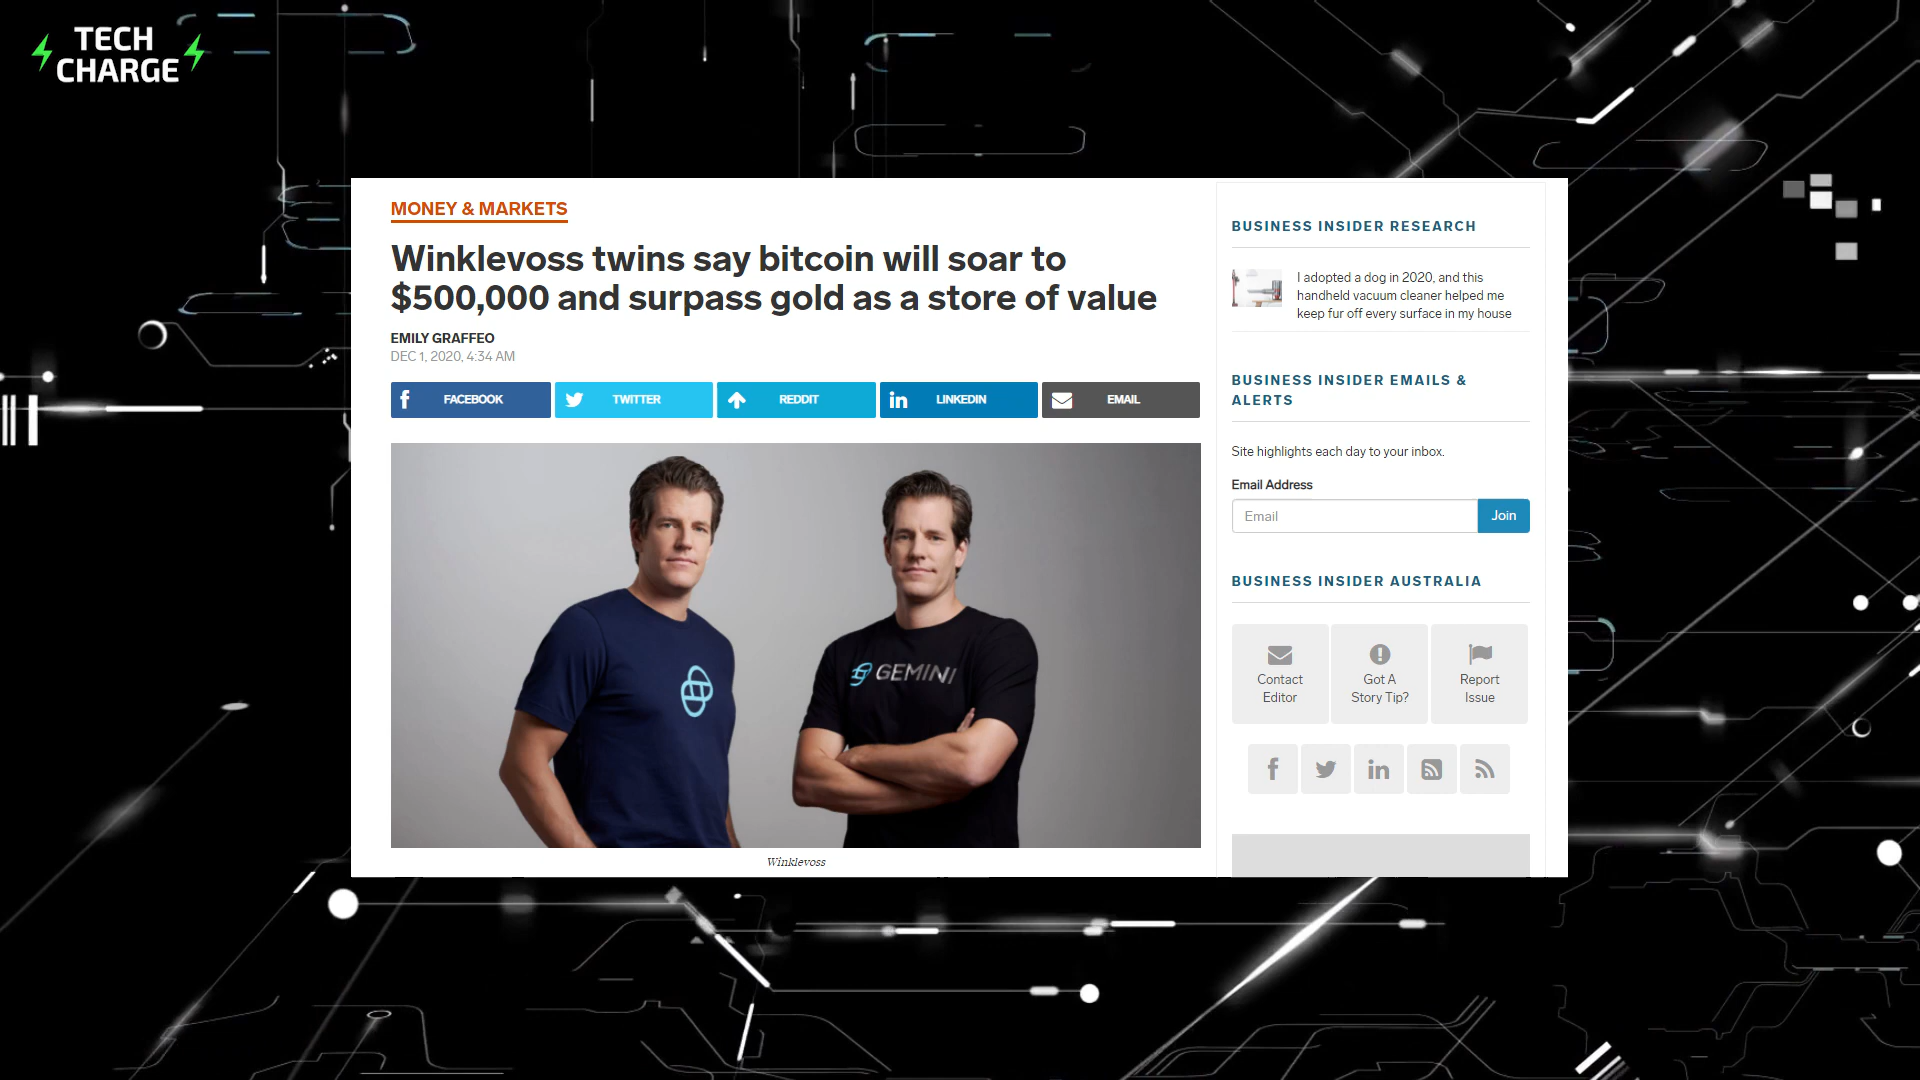 TECH
CHARGE
MONEY & MARKETS
Winklevoss twins say bitcoin will soar to
$500,000 and surpass gold as a store of value
EMILY GRAFFEO
DEC 1, 2020, 4:34 AM
FACEBOOK
TWITTER
REDDIT
LINKEDIN
EMAIL
GEMINI
Winklevoss
BUSINESS INSIDER RESEARCH
I adopted a dog in 2020, and this
handheld vacuum cleaner helped me
keep fur off every surface in my house
BUSINESS INSIDER EMAILS &
ALERTS
Site highlights each day to your inbox.
Email Address
Email
Join
BUSINESS INSIDER AUSTRALIA
Contact
Editor
Got A
Story Tip?
Report
Issue